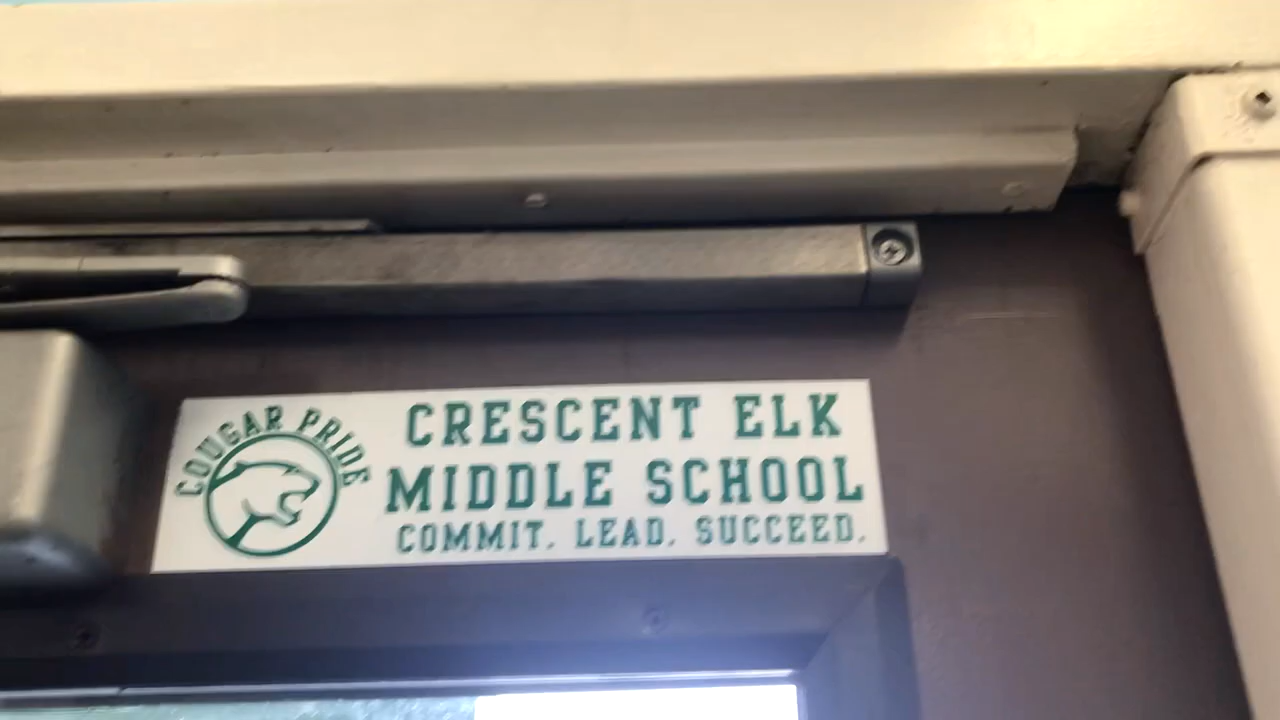 COUGAR PRIDE
CRESCENT ELK
MIDDLE SCHOOL
COMMIT. LEAD. SUCCEED.